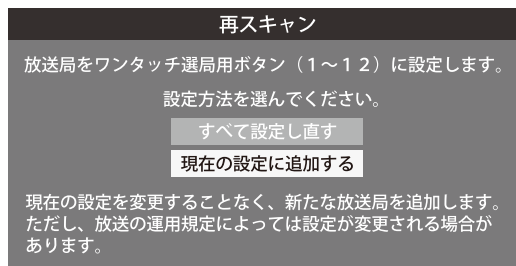 再スキャン
放送局をワンタッチ選局用ボタン（１～１２）に設定します。
設定方法を選んでください。
すべて設定し直す
現在の設定に追加する
現在の設定を変更することなく、新たな放送局を追加します。
ただし、放送の運用規定によっては設定が変更される場合が
あります。